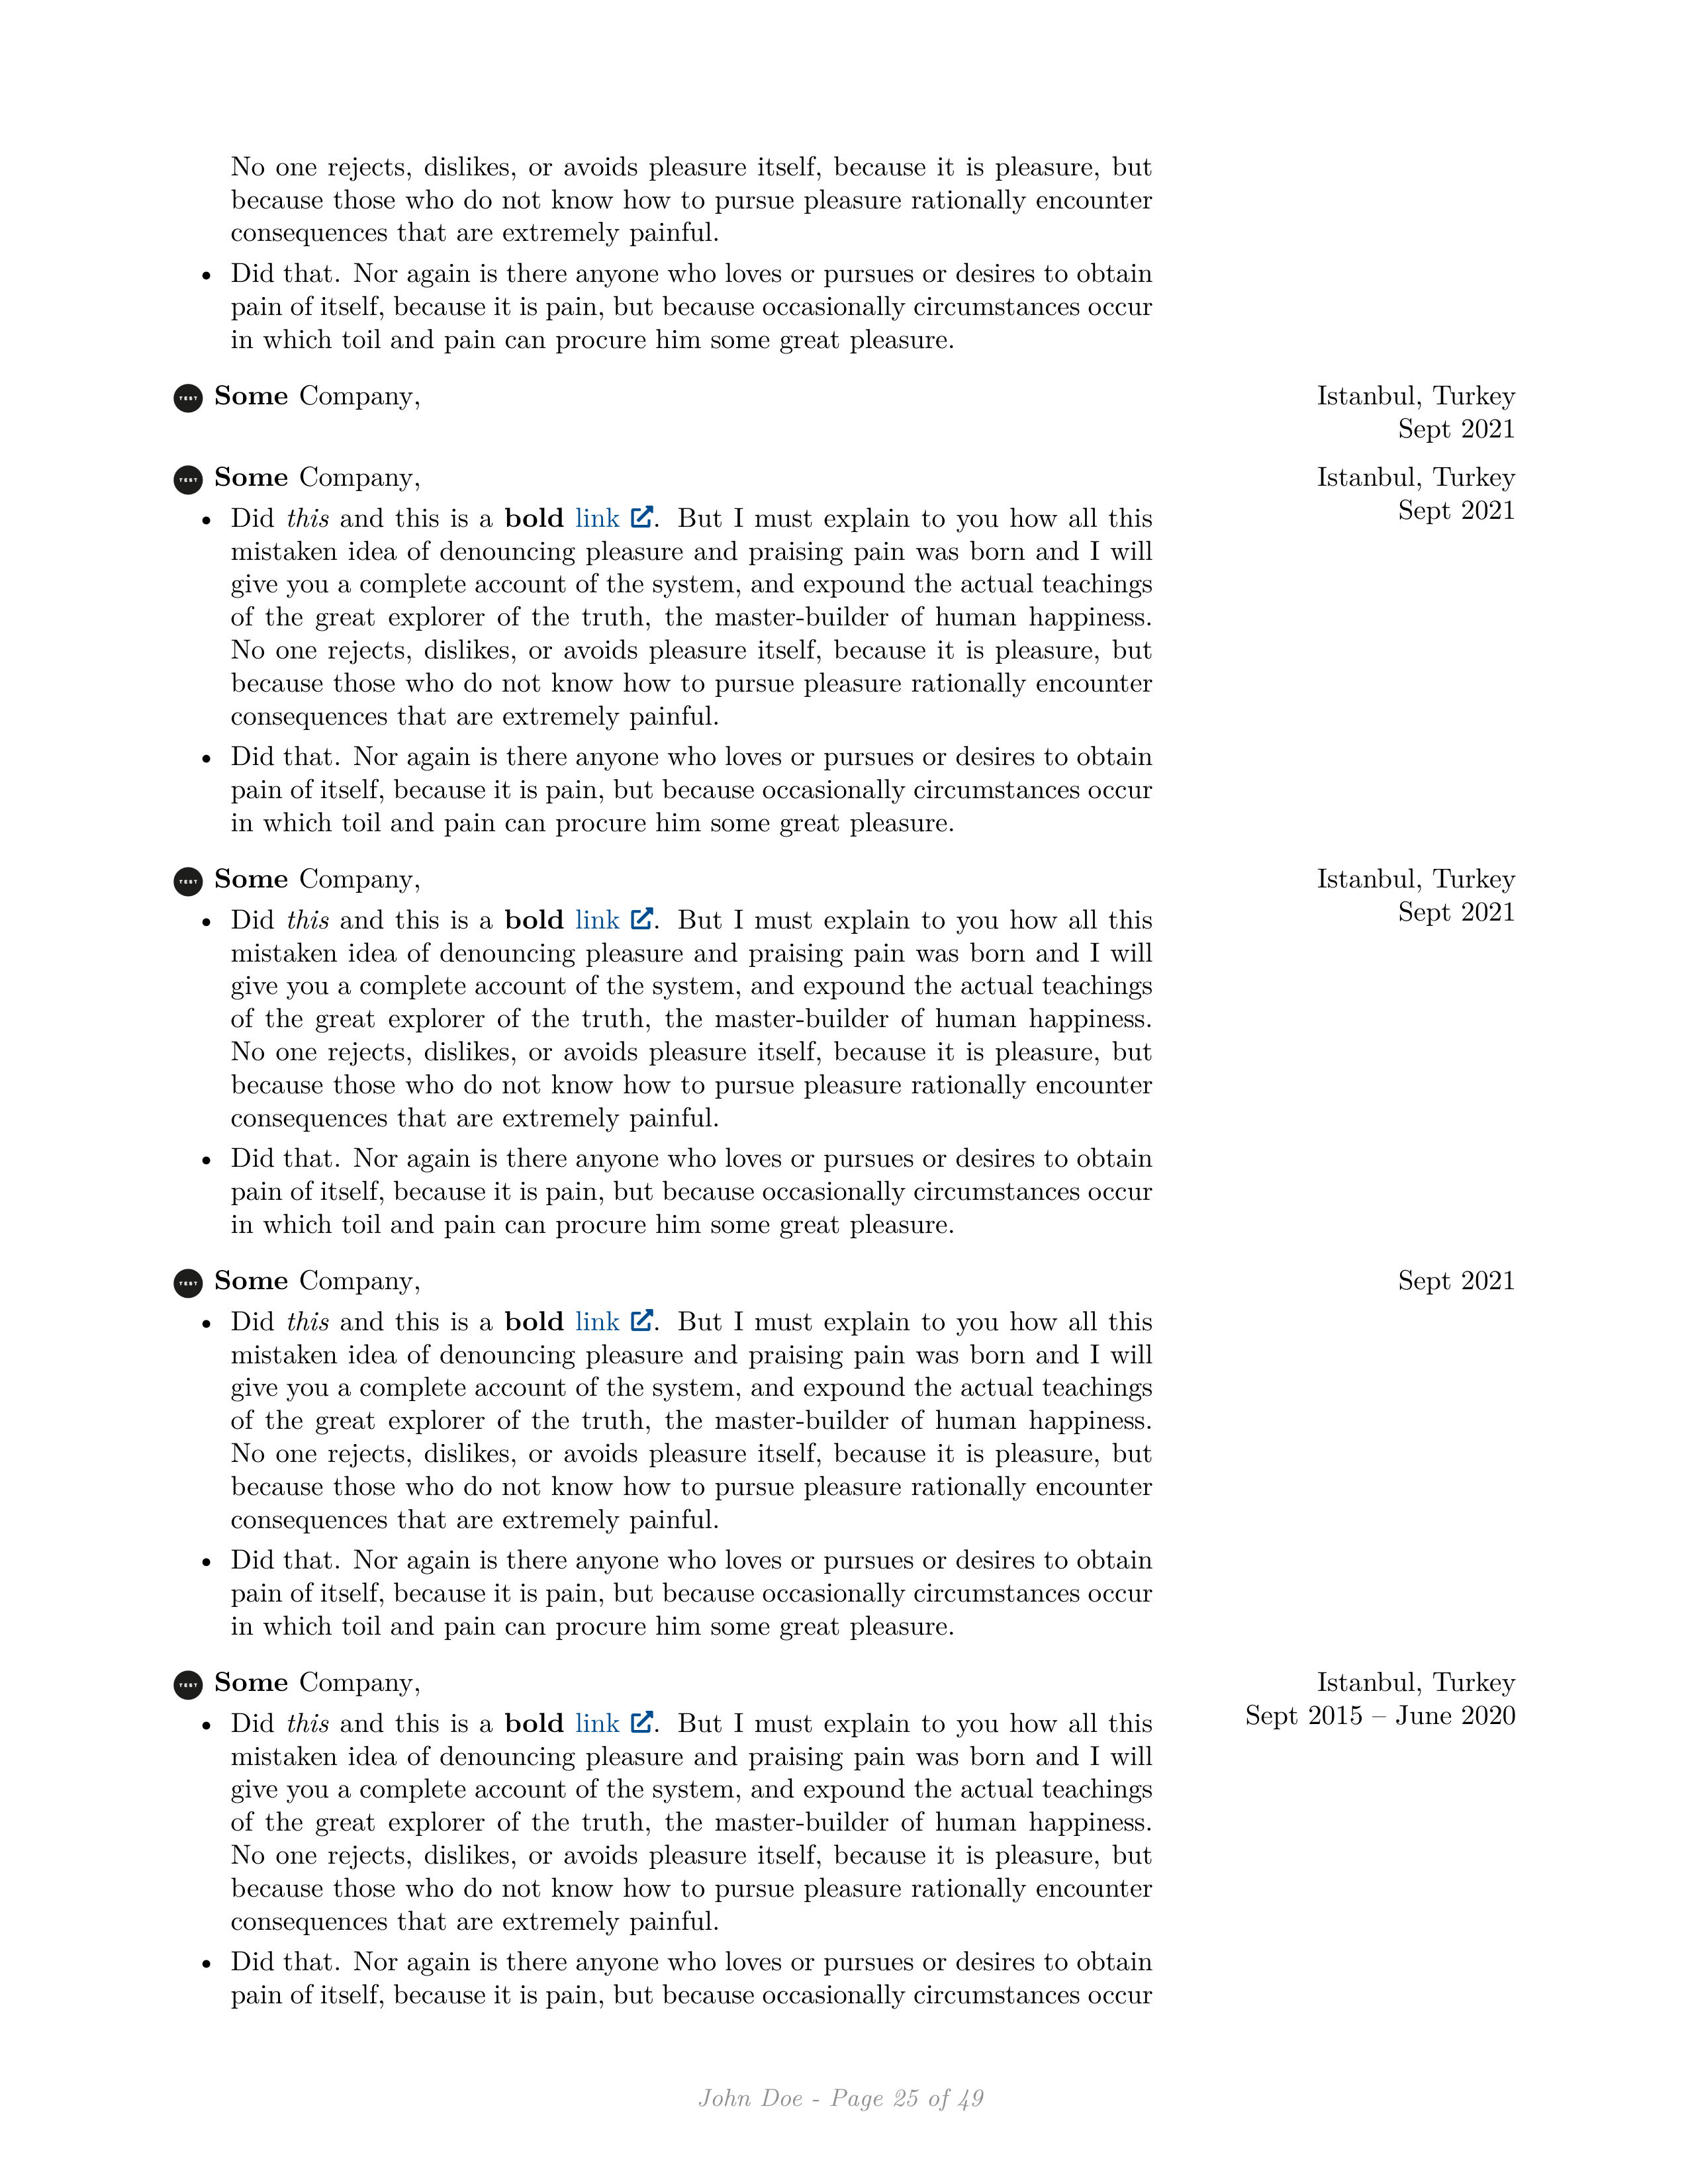 No one rejects, dislikes, or avoids pleasure itself, because it is pleasure, but
because those who do not know how to pursue pleasure rationally encounter
consequences that are extremely painful.
• Did that. Nor again is there anyone who loves or pursues or desires to obtain
pain of itself, because it is pain, but because occasionally circumstances occur
in which toil and pain can procure him some great pleasure.
TEST Some Company, Istanbul, Turkey
Sept 2021
TEST Some Company, Istanbul, Turkey
Sept 2021
• Did this and this is a bold link. But I must explain to you how all this
mistaken idea of denouncing pleasure and praising pain was born and I will
give you a complete account of the system, and expound the actual teachings
of the great explorer of the truth, the master-builder of human happiness.
No one rejects, dislikes, or avoids pleasure itself, because it is pleasure, but
because those who do not know how to pursue pleasure rationally encounter
consequences that are extremely painful.
• Did that. Nor again is there anyone who loves or pursues or desires to obtain
pain of itself, because it is pain, but because occasionally circumstances occur
in which toil and pain can procure him some great pleasure.
TEST Some Company, Istanbul, Turkey
Sept 2021
• Did this and this is a bold link. But I must explain to you how all this
mistaken idea of denouncing pleasure and praising pain was born and I will
give you a complete account of the system, and expound the actual teachings
of the great explorer of the truth, the master-builder of human happiness.
No one rejects, dislikes, or avoids pleasure itself, because it is pleasure, but
because those who do not know how to pursue pleasure rationally encounter
consequences that are extremely painful.
• Did that. Nor again is there anyone who loves or pursues or desires to obtain
pain of itself, because it is pain, but because occasionally circumstances occur
in which toil and pain can procure him some great pleasure.
TEST Some Company, Sept 2021
• Did this and this is a bold link. But I must explain to you how all this
mistaken idea of denouncing pleasure and praising pain was born and I will
give you a complete account of the system, and expound the actual teachings
of the great explorer of the truth, the master-builder of human happiness.
No one rejects, dislikes, or avoids pleasure itself, because it is pleasure, but
because those who do not know how to pursue pleasure rationally encounter
consequences that are extremely painful.
• Did that. Nor again is there anyone who loves or pursues or desires to obtain
pain of itself, because it is pain, but because occasionally circumstances occur
in which toil and pain can procure him some great pleasure.
TEST Some Company, Istanbul, Turkey
Sept 2015 – June 2020
• Did this and this is a bold link. But I must explain to you how all this
mistaken idea of denouncing pleasure and praising pain was born and I will
give you a complete account of the system, and expound the actual teachings
of the great explorer of the truth, the master-builder of human happiness.
No one rejects, dislikes, or avoids pleasure itself, because it is pleasure, but
because those who do not know how to pursue pleasure rationally encounter
consequences that are extremely painful.
• Did that. Nor again is there anyone who loves or pursues or desires to obtain
pain of itself, because it is pain, but because occasionally circumstances occur
John Doe - Page 25 of 49